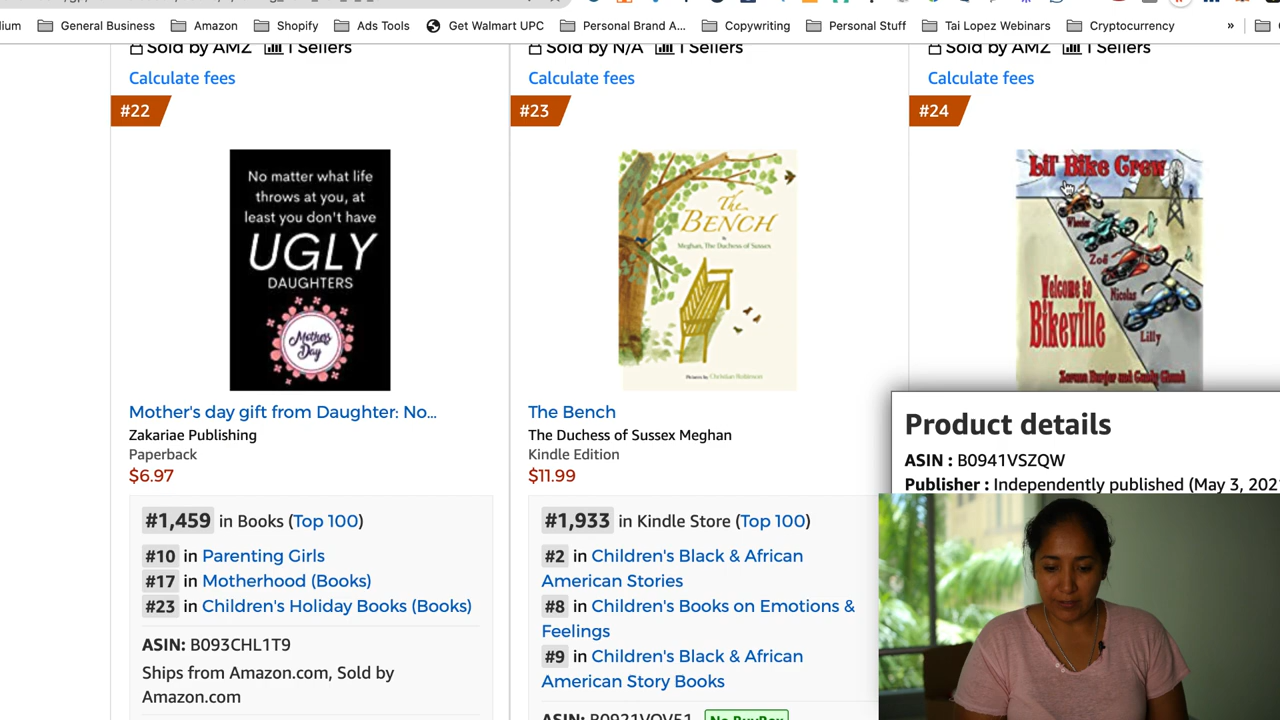 General Business
Amazon
Shopify
Ads Tools
Get Walmart UPC
Personal Brand A...
Copywriting
Personal Stuff
Tai Lopez Webinars
Cryptocurrency
»
Sold by AMZ 1 Sellers
Calculate fees
#22
No matter what life
throws at you, at
least you don't have
UGLY
DAUGHTERS
Mothers
Day
Mother's day gift from Daughter: No...
Zakariae Publishing
Paperback
$6.97
#1,459 in Books (Top 100)
#10 in Parenting Girls
#17 in Motherhood (Books)
#23 in Children's Holiday Books (Books)
ASIN: B093CHL1T9
Ships from Amazon.com, Sold by
Amazon.com
Sold by N/A 1 Sellers
Calculate fees
#23
The
BENCH
Meghan, The Duchess of Sussex
Pictures by Christian Robinson
The Bench
The Duchess of Sussex Meghan
Kindle Edition
$11.99
#1,933 in Kindle Store (Top 100)
#2 in Children's Black & African
American Stories
#8 in Children's Books on Emotions &
Feelings
#9 in Children's Black & African
American Story Books
Sold by AMZ 1 Sellers
Calculate fees
#24
Lil' Bike Crew
Wheeler
Zoë
Nicolas
Lilly
Welcome to
Bikeville
Product details
ASIN : B0941VSZQW
Publisher : Independently published (May 3, 202